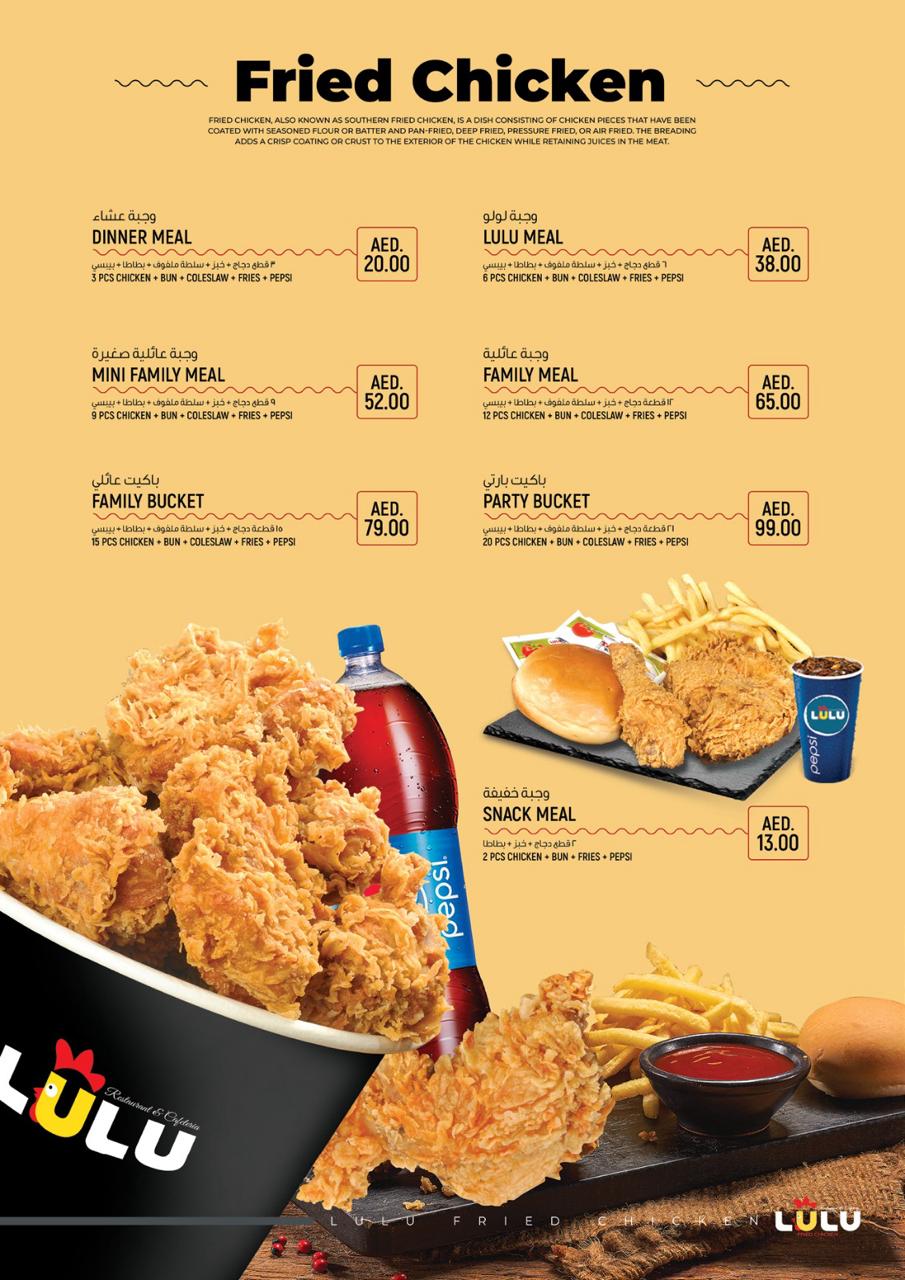 Fried Chicken
FRIED CHICKEN, ALSO KNOWN AS SOUTHERN FRIED CHICKEN, IS A DISH CONSISTING OF CHICKEN PIECES THAT HAVE BEEN
COATED WITH SEASONED FLOUR OR BATTER AND PAN-FRIED, DEEP FRIED, PRESSURE FRIED, OR AIR FRIED. THE BREADING
ADDS A CRISP COATING OR CRUST TO THE EXTERIOR OF THE CHICKEN WHILE RETAINING JUICES IN THE MEAT.
وجبة عشاء
DINNER MEAL
٣ قطع دجاج + خبز + سلطة ملفوف + بطاطا + بيبسي
3 PCS CHICKEN + BUN + COLESLAW + FRIES + PEPSI
AED.
20.00
وجبة لولو
LULU MEAL
٦ قطع دجاج + خبز + سلطة ملفوف + بطاطا + بيبسي
6 PCS CHICKEN + BUN + COLESLAW + FRIES + PEPSI
AED.
38.00
وجبة عائلية صغيرة
MINI FAMILY MEAL
٩ قطع دجاج + خبز + سلطة ملفوف + بطاطا + بيبسي
9 PCS CHICKEN + BUN + COLESLAW + FRIES + PEPSI
AED.
52.00
وجبة عائلية
FAMILY MEAL
١٢ قطعة دجاج + خبز + سلطة ملفوف + بطاطا + بيبسي
12 PCS CHICKEN + BUN + COLESLAW + FRIES + PEPSI
AED.
65.00
باكيت عائلي
FAMILY BUCKET
١٥ قطعة دجاج + خبز + سلطة ملفوف + بطاطا + بيبسي
15 PCS CHICKEN + BUN + COLESLAW + FRIES + PEPSI
AED.
79.00
باكيت بارتي
PARTY BUCKET
٢١ قطعة دجاج + خبز + سلطة ملفوف + بطاطا + بيبسي
20 PCS CHICKEN + BUN + COLESLAW + FRIES + PEPSI
AED.
99.00
LULU
pepsi
وجبة خفيفة
SNACK MEAL
٢ قطع دجاج + خبز + بطاطا
2 PCS CHICKEN + BUN + FRIES + PEPSI
AED.
13.00
pepsi
LULU
Restaurant & Cafeteria
LULU FRIED CHICKEN
LULU
FRIED CHICKEN